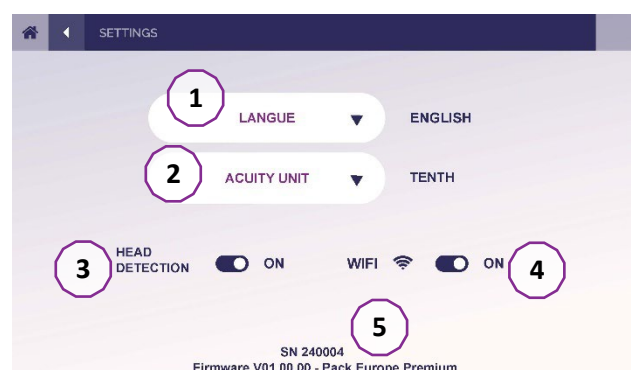 SETTINGS
1
LANGUE ▼ ENGLISH
2
ACUITY UNIT ▼ TENTH
3
HEAD
DETECTION ON WIFI ON
4
5
SN 240004
Firmware V01.00.00 - Pack Europe Premium